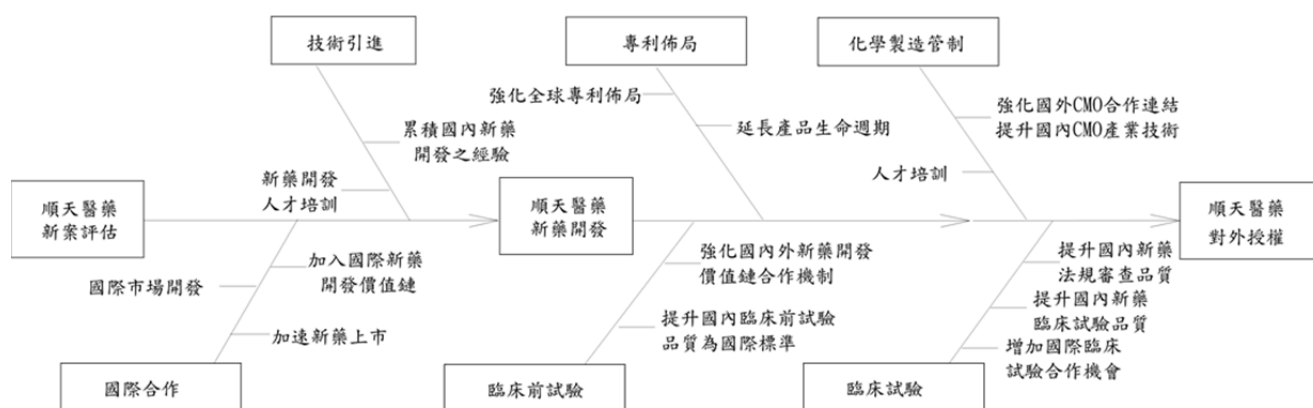 技術引進
專利佈局
化學製造管制
強化全球專利佈局
強化國外CMO合作連結
提升國內CMO產業技術
延長產品生命週期
累積國內新藥
開發之經驗
人才培訓
新藥開發
人才培訓
順天醫藥
新案評估
順天醫藥
新藥開發
順天醫藥
對外授權
加入國際新藥
開發價值鏈
強化國內外新藥開發
價值鏈合作機制
提升國內新藥
法規審查品質
國際市場開發
提升國內新藥
臨床試驗品質
提升國內臨床前試驗
品質為國際標準
加速新藥上市
增加國際臨床
試驗合作機會
國際合作
臨床前試驗
臨床試驗